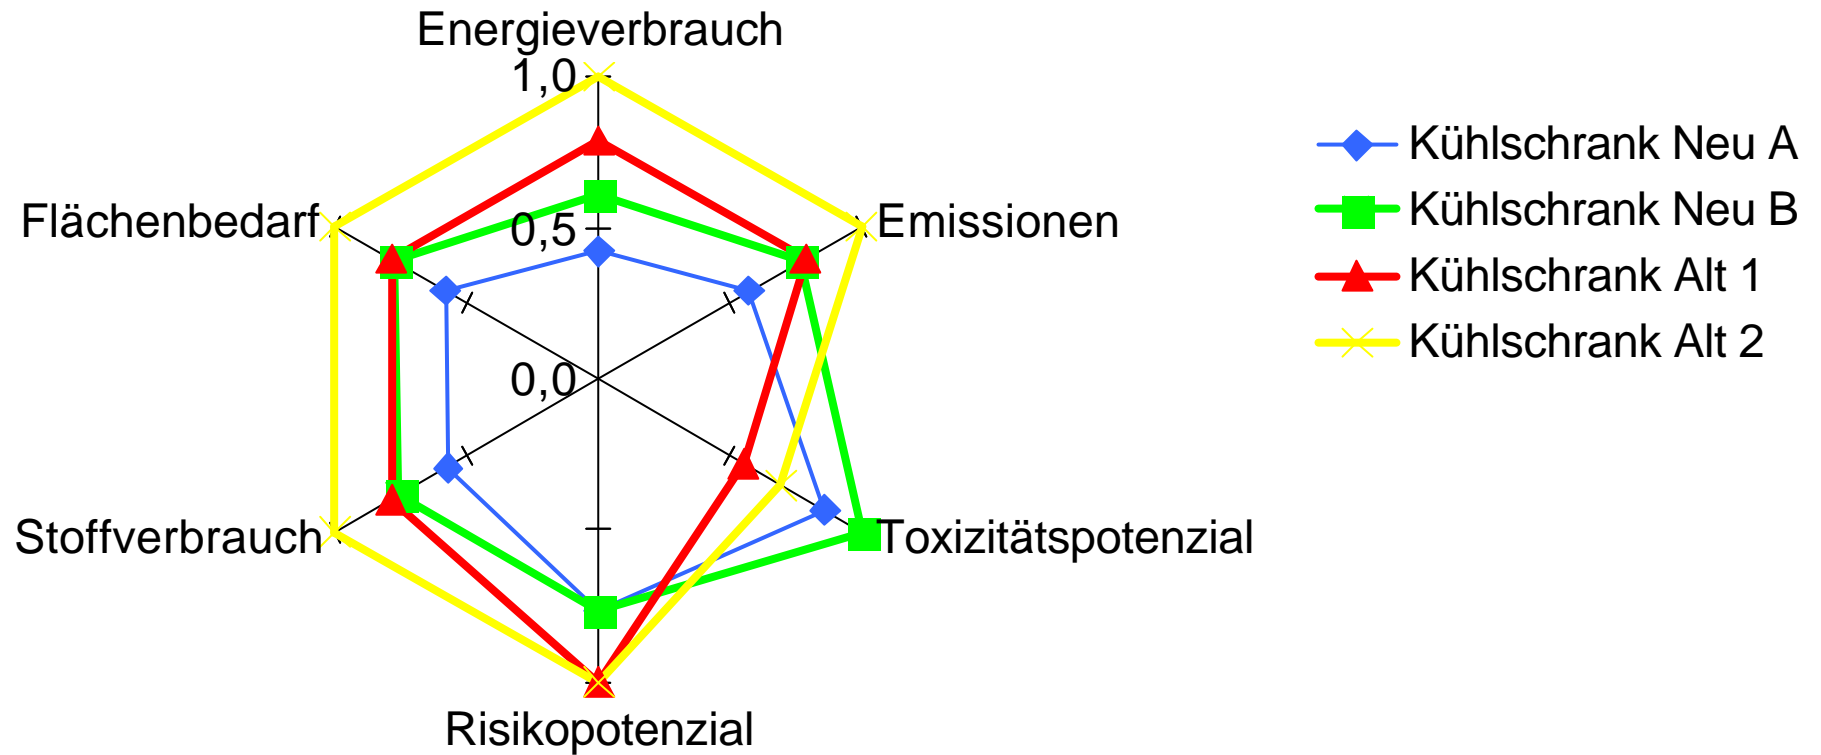 Energieverbrauch
1,0
Flächenbedarf
0,5
Emissionen
0,0
Stoffverbrauch
Toxizitätspotenzial
Risikopotenzial
Kühlschrank Neu A
Kühlschrank Neu B
Kühlschrank Alt 1
Kühlschrank Alt 2